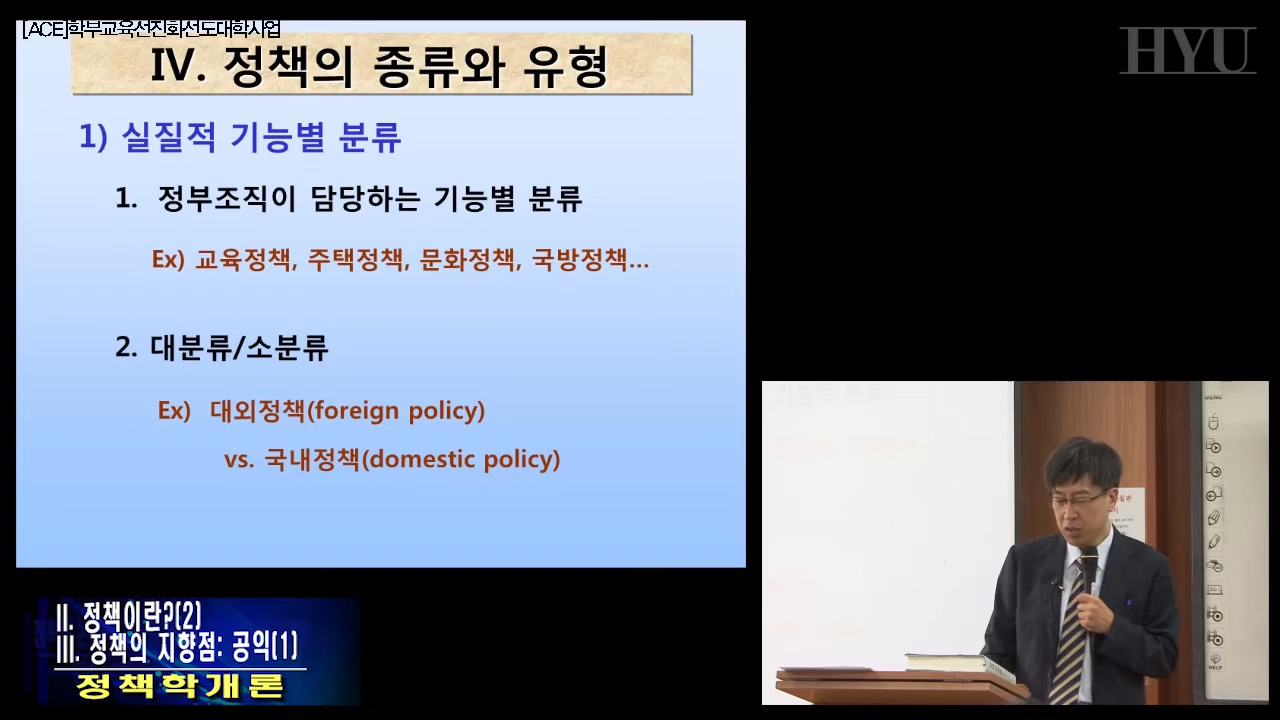 [ACE]학부교육선진화선도대학사업
HYU
IV. 정책의 종류와 유형
1) 실질적 기능별 분류
1. 정부조직이 담당하는 기능별 분류
Ex) 교육정책, 주택정책, 문화정책, 국방정책...
2. 대분류/소분류
Ex) 대외정책(foreign policy)
vs. 국내정책(domestic policy)
II. 정책이란?(2)
III. 정책의 지향점: 공익(1)
정책학개론
MENU
HELP